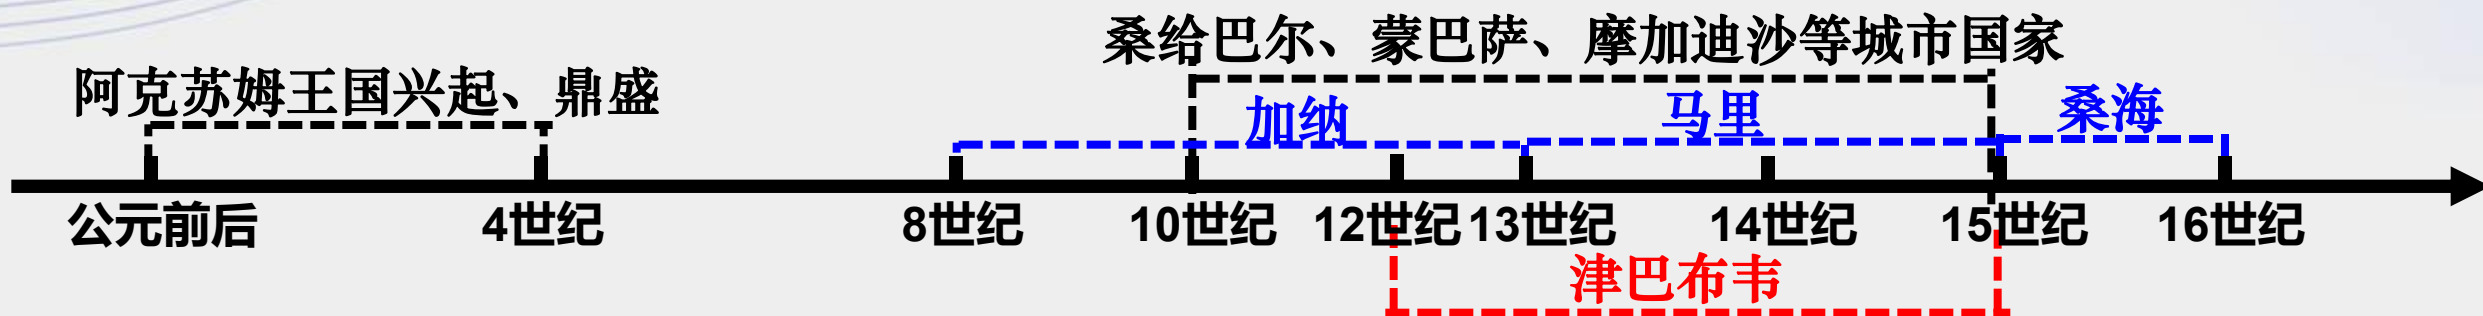 桑给巴尔、蒙巴萨、摩加迪沙等城市国家
阿克苏姆王国兴起、鼎盛
加纳
马里
桑海
公元前后
4世纪
8世纪
10世纪
12世纪
13世纪
14世纪
15世纪
16世纪
津巴布韦